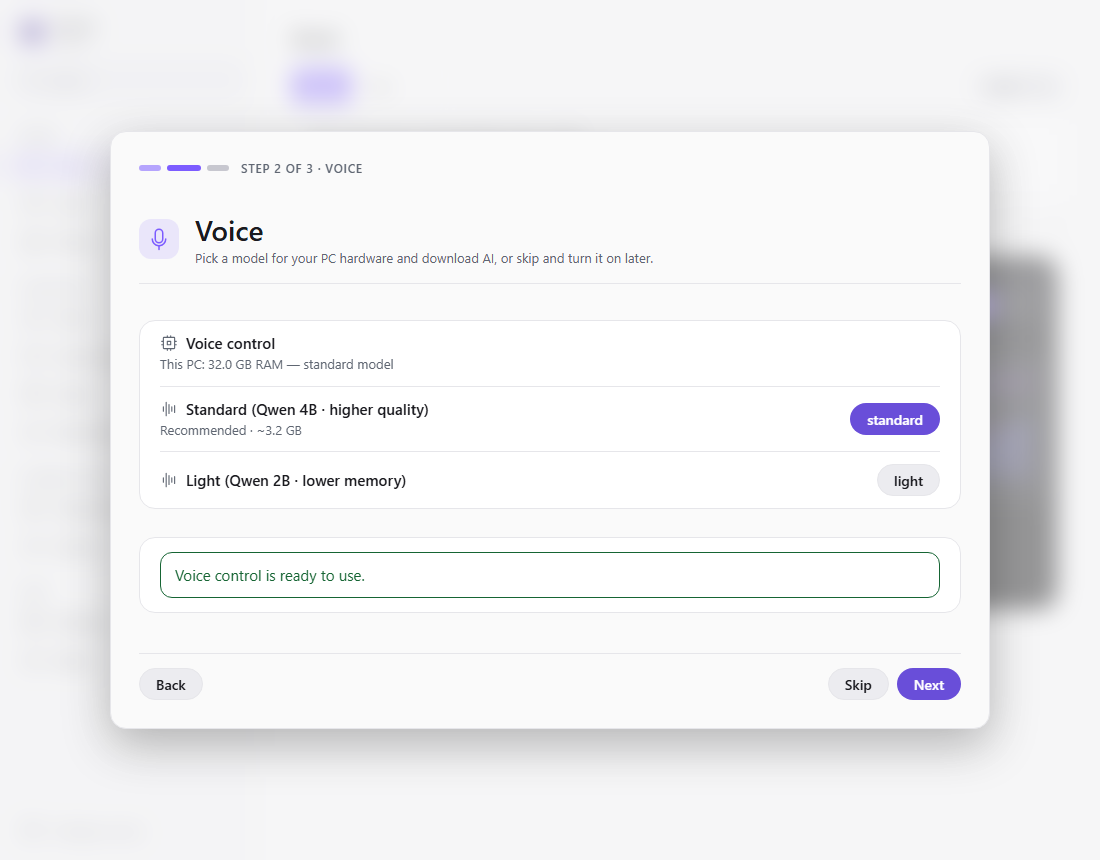 STEP 2 OF 3 · VOICE
Voice
Pick a model for your PC hardware and download AI, or skip and turn it on later.
Voice control
This PC: 32.0 GB RAM — standard model
Standard (Qwen 4B · higher quality)
Recommended · ~3.2 GB
standard
Light (Qwen 2B · lower memory)
light
Voice control is ready to use.
Back
Skip
Next